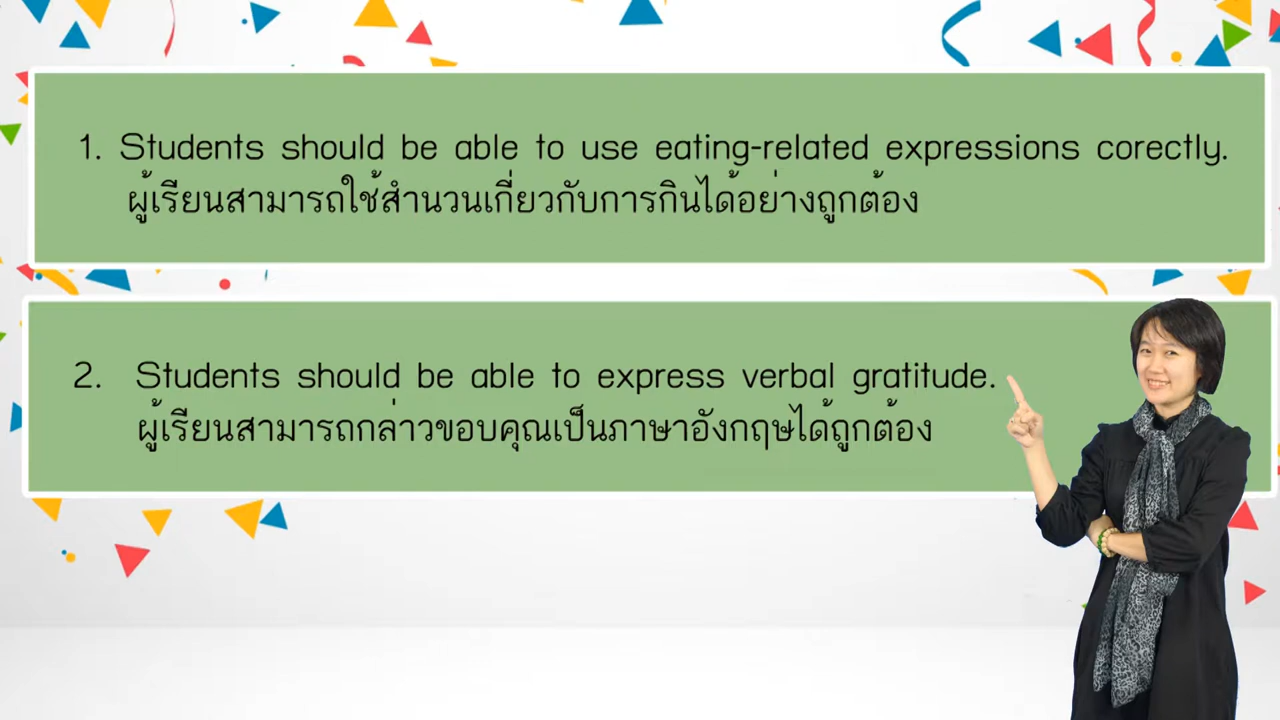 1. Students should be able to use eating-related expressions corectly.
ผู้เรียนสามารถใช้สำนวนเกี่ยวกับการกินได้อย่างถูกต้อง
2. Students should be able to express verbal gratitude.
ผู้เรียนสามารถกล่าวขอบคุณเป็นภาษาอังกฤษได้ถูกต้อง